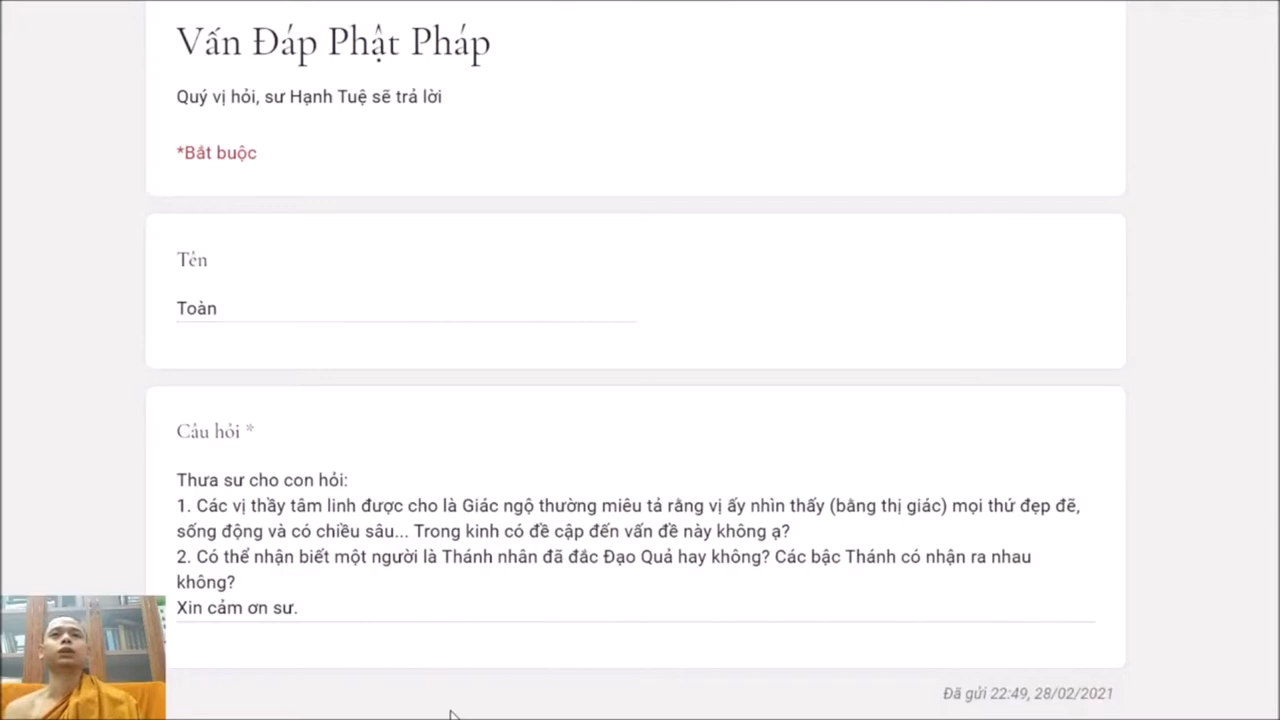 Vấn Đáp Phật Pháp
Quý vị hỏi, sư Hạnh Tuệ sẽ trả lời
*Bắt buộc
Tên
Toàn
Câu hỏi *
Thưa sư cho con hỏi:
1. Các vị thầy tâm linh được cho là Giác ngộ thường miêu tả rằng vị ấy nhìn thấy (bằng thị giác) mọi thứ đẹp đẽ,
sống động và có chiều sâu... Trong kinh có đề cập đến vấn đề này không ạ?
2. Có thể nhận biết một người là Thánh nhân đã đắc Đạo Quả hay không? Các bậc Thánh có nhận ra nhau
không?
Xin cảm ơn sư.
Đã gửi 22:49, 28/02/2021